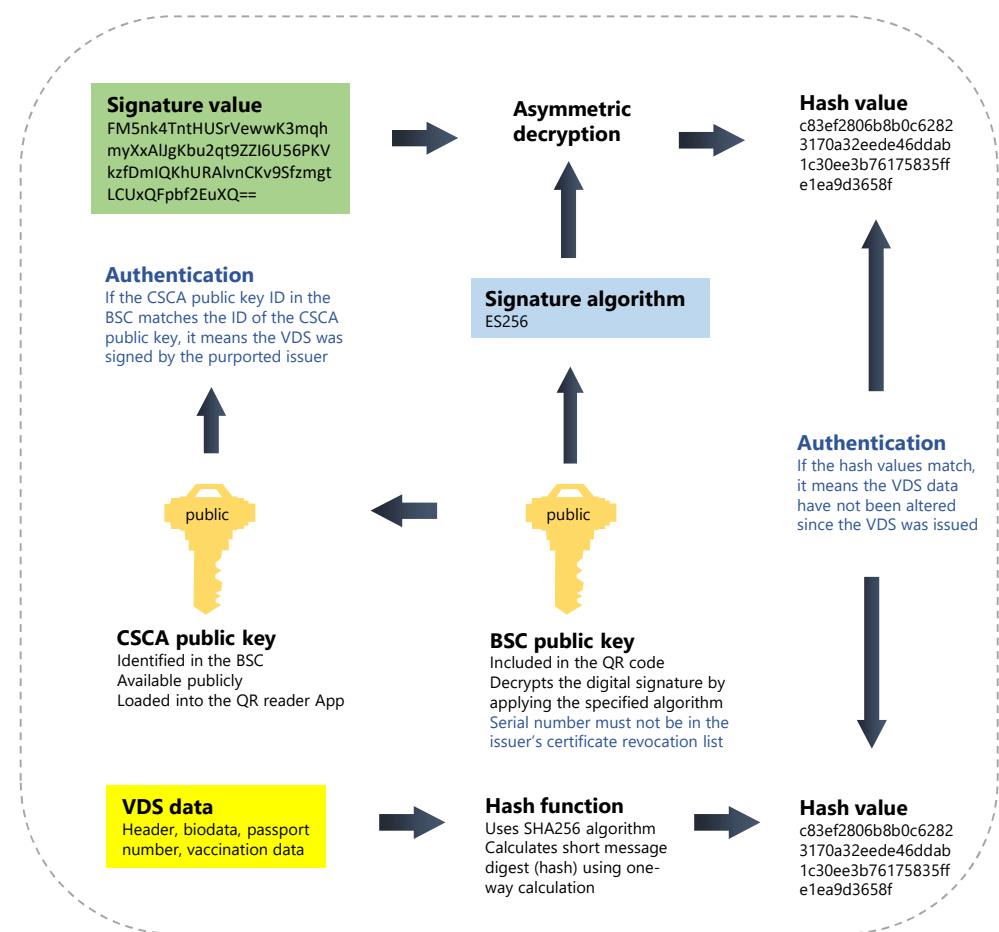 Signature value
FM5nk4TntHUSrVewwK3mqh
myXxAlJgKbu2qt9ZZI6U56PKV
kzfDmIQKhURAlvnCKv9Sfzmgt
LCUxQFpbf2EuXQ==
Asymmetric
decryption
Hash value
c83ef2806b8b0c6282
3170a32eede46ddab
1c30ee3b76175835ff
e1ea9d3658f
Authentication
If the CSCA public key ID in the
BSC matches the ID of the CSCA
public key, it means the VDS was
signed by the purported issuer
Signature algorithm
ES256
Authentication
If the hash values match,
it means the VDS data
have not been altered
since the VDS was issued
public
public
CSCA public key
Identified in the BSC
Available publicly
Loaded into the QR reader App
BSC public key
Included in the QR code
Decrypts the digital signature by
applying the specified algorithm
Serial number must not be in the
issuer's certificate revocation list
VDS data
Header, biodata, passport
number, vaccination data
Hash function
Uses SHA256 algorithm
Calculates short message
digest (hash) using one-
way calculation
Hash value
c83ef2806b8b0c6282
3170a32eede46ddab
1c30ee3b76175835ff
e1ea9d3658f